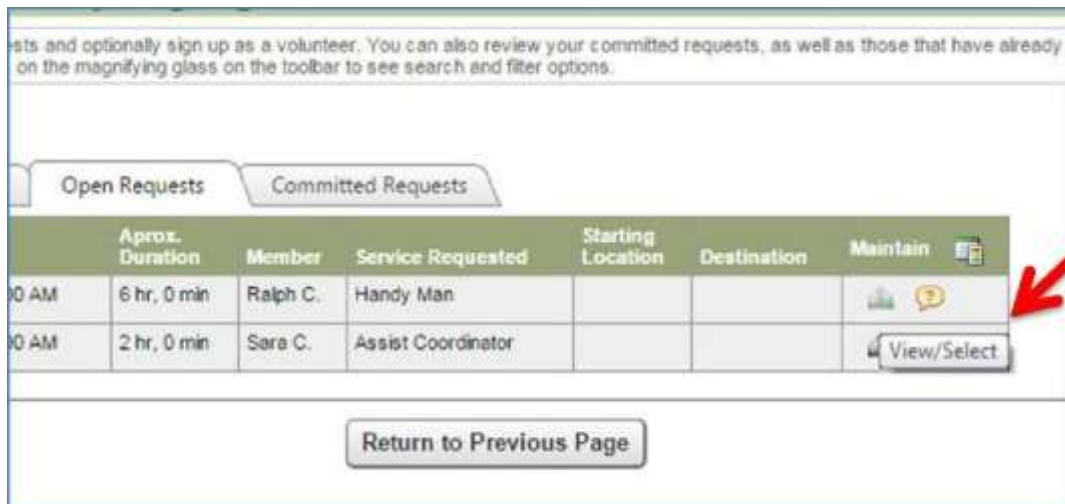 sts and optionally sign up as a volunteer. You can also review your committed requests, as well as those that have already
on the magnifying glass on the toolbar to see search and filter options.
Open Requests Committed Requests
Aprox. Duration Member Service Requested Starting Location Destination Maintain
00 AM 6 hr, 0 min Ralph C. Handy Man
00 AM 2 hr, 0 min Sara C. Assist Coordinator
View/Select
Return to Previous Page